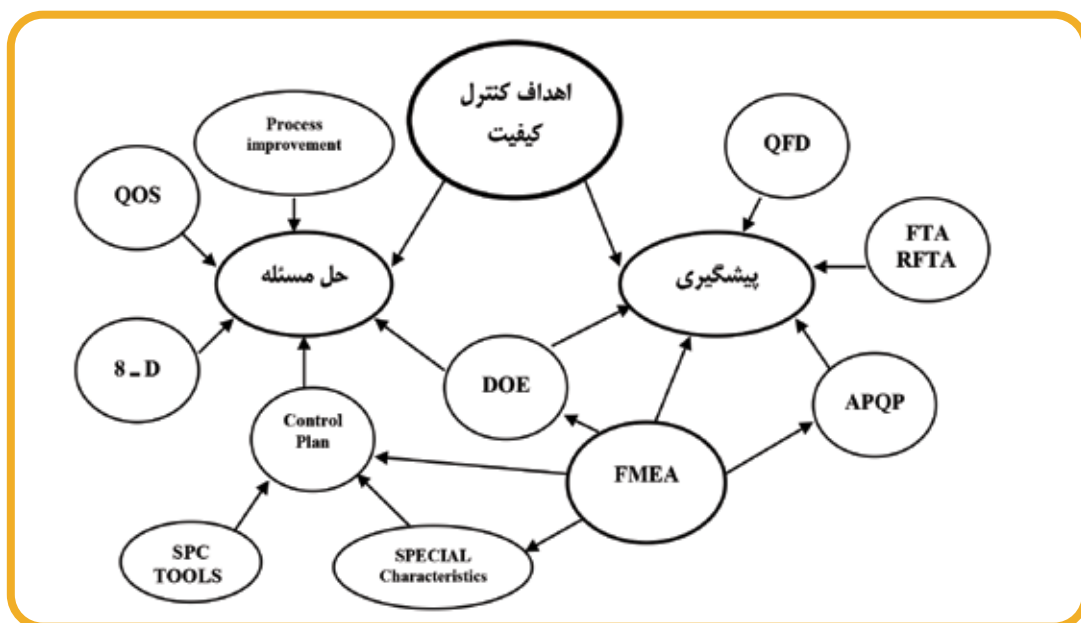 اهداف کنترل
کیفیت
Process
improvement
QFD
QOS
FTA
RFTA
حل مسئله
پیشگیری
8_D
DOE
APQP
Control
Plan
FMEA
SPC
TOOLS
SPECIAL
Characteristics